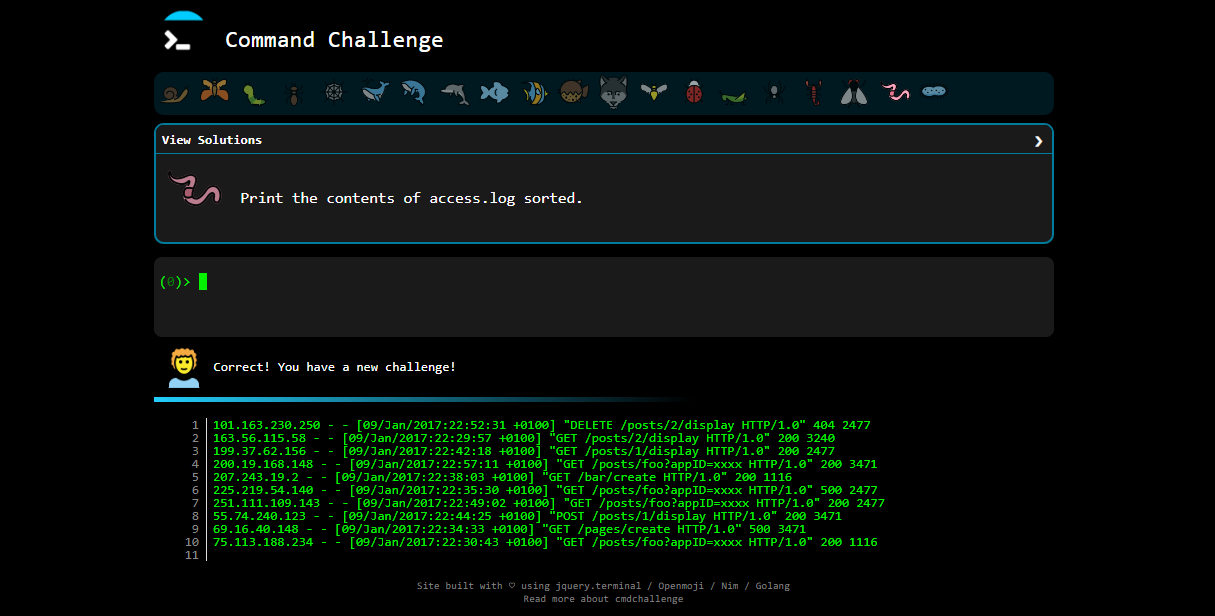 Command Challenge
View Solutions ❯
Print the contents of access.log sorted.
(0)>
Correct! You have a new challenge!
1 101.163.230.250 - - [09/Jan/2017:22:52:31 +0100] "DELETE /posts/2/display HTTP/1.0" 404 2477
2 163.56.115.58 - - [09/Jan/2017:22:29:57 +0100] "GET /posts/2/display HTTP/1.0" 200 3240
3 199.37.62.156 - - [09/Jan/2017:22:42:18 +0100] "GET /posts/1/display HTTP/1.0" 200 2477
4 200.19.168.148 - - [09/Jan/2017:22:57:11 +0100] "GET /posts/foo?appID=xxxx HTTP/1.0" 200 3471
5 207.243.19.2 - - [09/Jan/2017:22:38:03 +0100] "GET /bar/create HTTP/1.0" 200 1116
6 225.219.54.140 - - [09/Jan/2017:22:35:30 +0100] "GET /posts/foo?appID=xxxx HTTP/1.0" 500 2477
7 251.111.109.143 - - [09/Jan/2017:22:49:02 +0100] "GET /posts/foo?appID=xxxx HTTP/1.0" 200 2477
8 55.74.240.123 - - [09/Jan/2017:22:44:25 +0100] "POST /posts/1/display HTTP/1.0" 200 3471
9 69.16.40.148 - - [09/Jan/2017:22:34:33 +0100] "GET /pages/create HTTP/1.0" 500 3471
10 75.113.188.234 - - [09/Jan/2017:22:30:43 +0100] "GET /posts/foo?appID=xxxx HTTP/1.0" 200 1116
11
Site built with ♡ using jquery.terminal / Openmoji / Nim / Golang
Read more about cmdchallenge